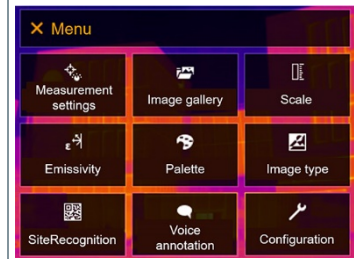 Menu
Measurement
settings
Image gallery
Scale
ε
Emissivity
Palette
Image type
SiteRecognition
Voice
annotation
Configuration